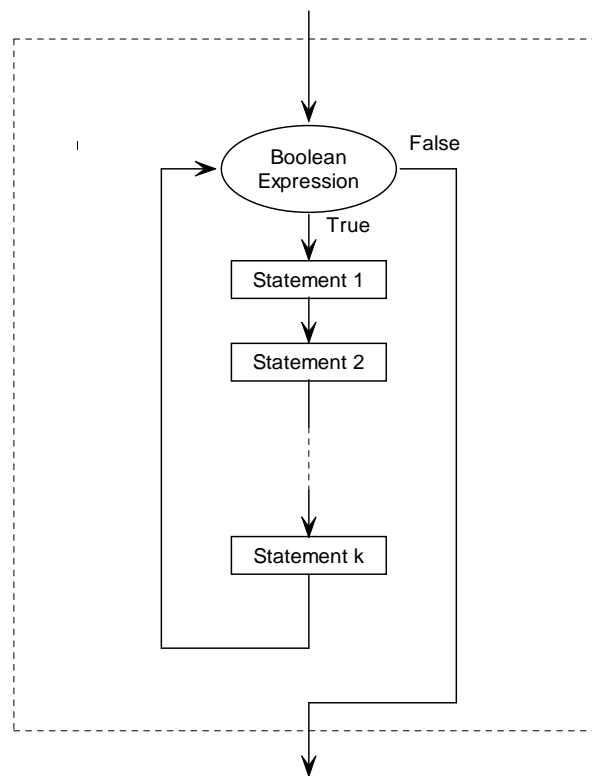 False
Boolean
Expression
True
Statement 1
Statement 2
Statement k